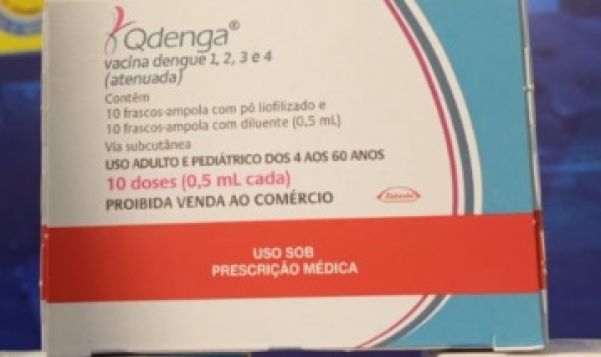 Qdenga®
vacina dengue 1, 2, 3 e 4
(atenuada)
Contém
10 frascos-ampola com pó liofilizado e
10 frascos-ampola com diluente (0,5 mL)
Via subcutânea
USO ADULTO E PEDIÁTRICO DOS 4 AOS 60 ANOS
10 doses (0,5 mL cada)
PROIBIDA VENDA AO COMÉRCIO
Takeda
USO SOB
PRESCRIÇÃO MÉDICA